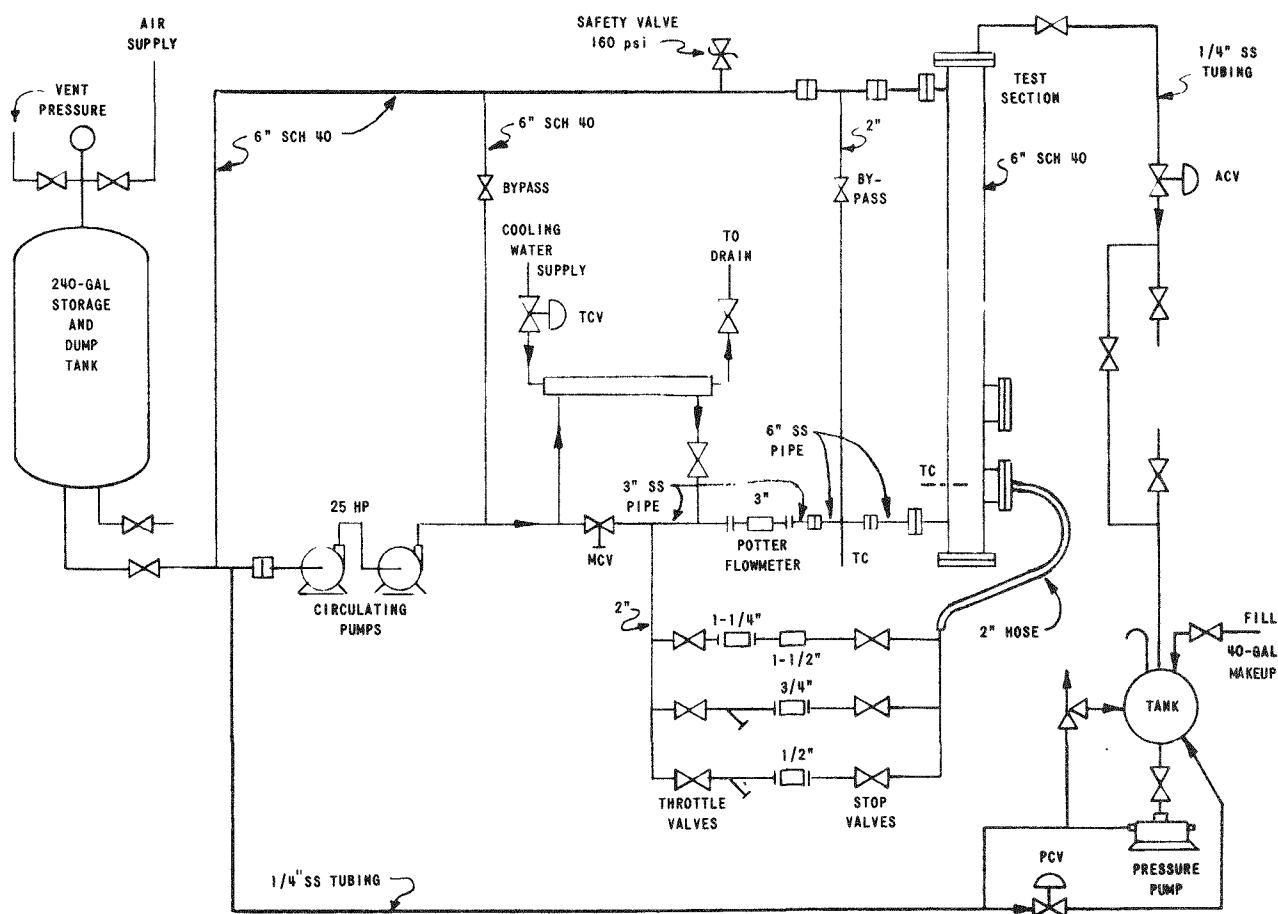 AIR
SUPPLY
VENT
PRESSURE
SAFETY VALVE
160 psi
1/4" SS
TUBING
TEST
SECTION
6" SCH 40
6" SCH 40
2"
6" SCH 40
BYPASS
BY-
PASS
ACV
COOLING
WATER
SUPPLY
TO
DRAIN
240-GAL
STORAGE
AND
DUMP
TANK
TCV
6" SS
PIPE
TC
3" SS
PIPE
3"
25 HP
MCV
POTTER
FLOWMETER
TC
CIRCULATING
PUMPS
2"
1-1/4"
1-1/2"
2" HOSE
FILL
40-GAL
MAKEUP
3/4"
TANK
1/2"
THROTTLE
VALVES
STOP
VALVES
PCV
PRESSURE
PUMP
1/4" SS TUBING